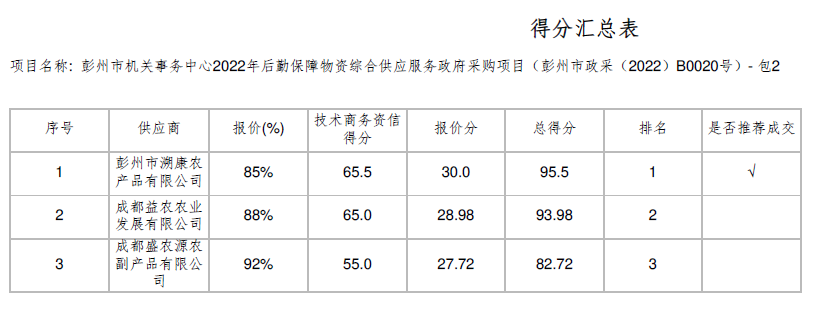 得分汇总表
项目名称：彭州市机关事务中心2022年后勤保障物资综合供应服务政府采购项目（彭州市政采（2022）B0020号）- 包2
序号 供应商 报价(%) 技术商务资信得分 报价分 总得分 排名 是否推荐成交
1 彭州市溯康农产品有限公司 85% 65.5 30.0 95.5 1 √
2 成都益农农业发展有限公司 88% 65.0 28.98 93.98 2
3 成都盛农源农副产品有限公司 92% 55.0 27.72 82.72 3